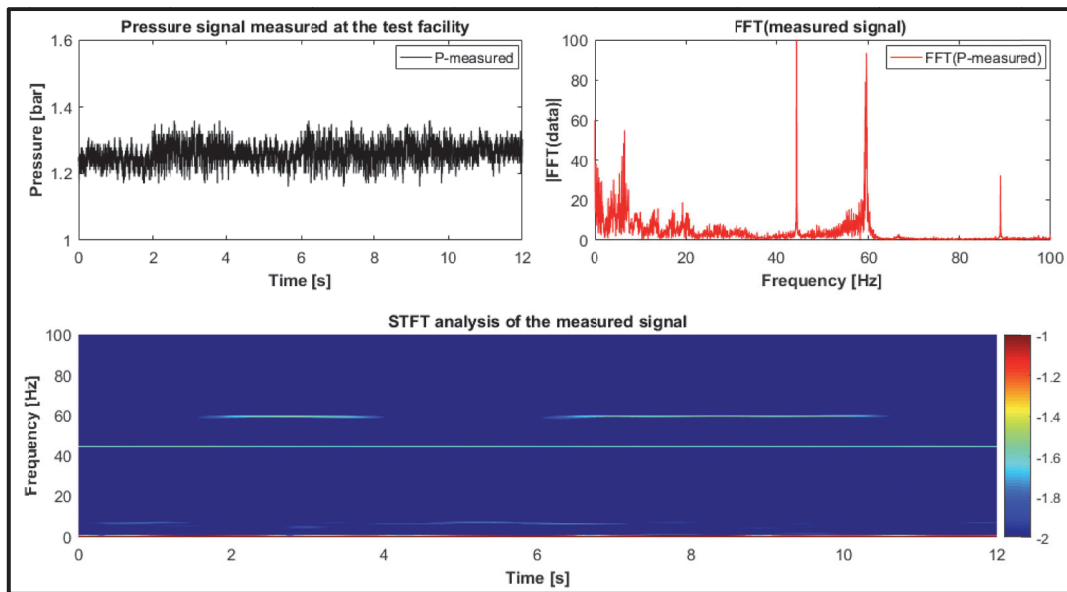 Pressure signal measured at the test facility
1.6
1.4
1.2
1
Pressure [bar]
P-measured
0 2 4 6 8 10 12
Time [s]
FFT(measured signal)
100
80
60
40
20
0
|FFT(data)|
FFT(P-measured)
0 20 40 60 80 100
Frequency [Hz]
STFT analysis of the measured signal
100
80
60
40
20
0
Frequency [Hz]
0 2 4 6 8 10 12
Time [s]
-1
-1.2
-1.4
-1.6
-1.8
-2